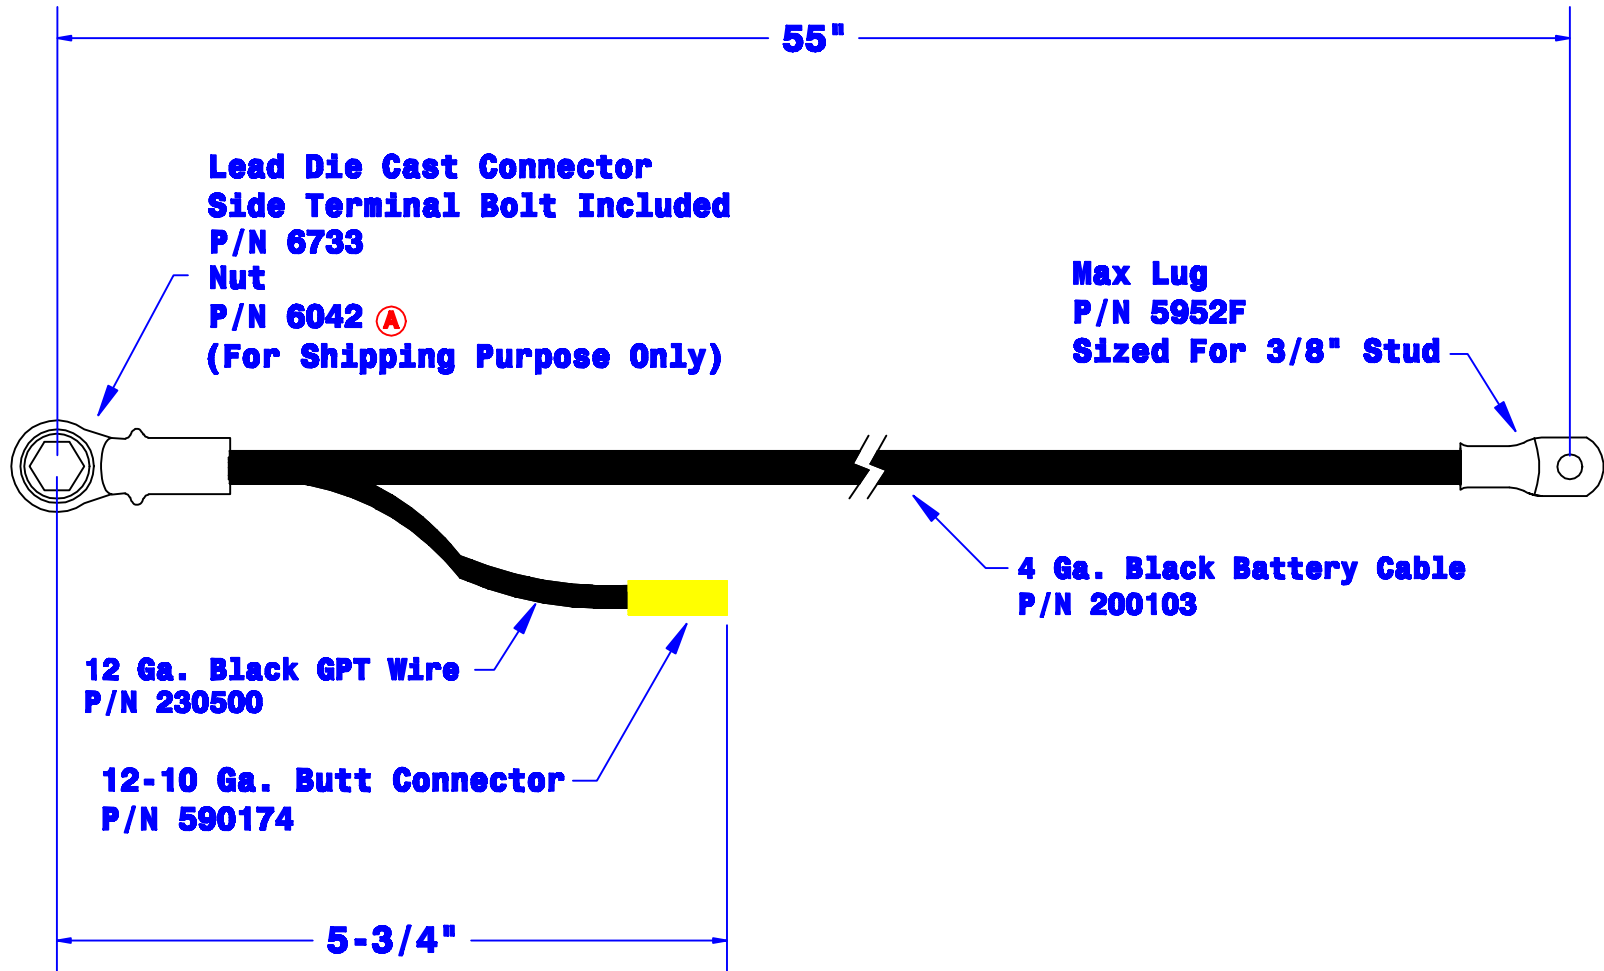 55"
Lead Die Cast Connector
Side Terminal Bolt Included
P/N 6733
Nut
P/N 6042 A
(For Shipping Purpose Only)
Max Lug
P/N 5952F
Sized For 3/8" Stud
4 Ga. Black Battery Cable
P/N 200103
12 Ga. Black GPT Wire
P/N 230500
12-10 Ga. Butt Connector
P/N 590174
5-3/4"